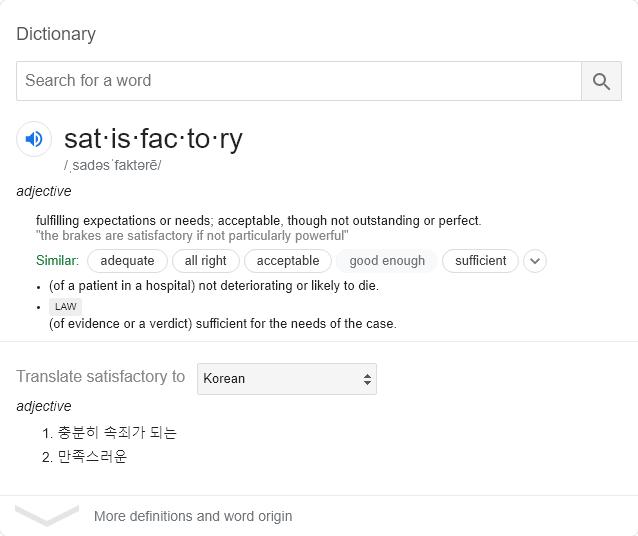 Dictionary
Search for a word
sat·is·fac·to·ry
/ˌsadəsˈfaktərē/
adjective
fulfilling expectations or needs; acceptable, though not outstanding or perfect.
"the brakes are satisfactory if not particularly powerful"
Similar: adequate all right acceptable good enough sufficient
• (of a patient in a hospital) not deteriorating or likely to die.
• LAW
(of evidence or a verdict) sufficient for the needs of the case.
Translate satisfactory to Korean
adjective
1. 충분히 속죄가 되는
2. 만족스러운
More definitions and word origin